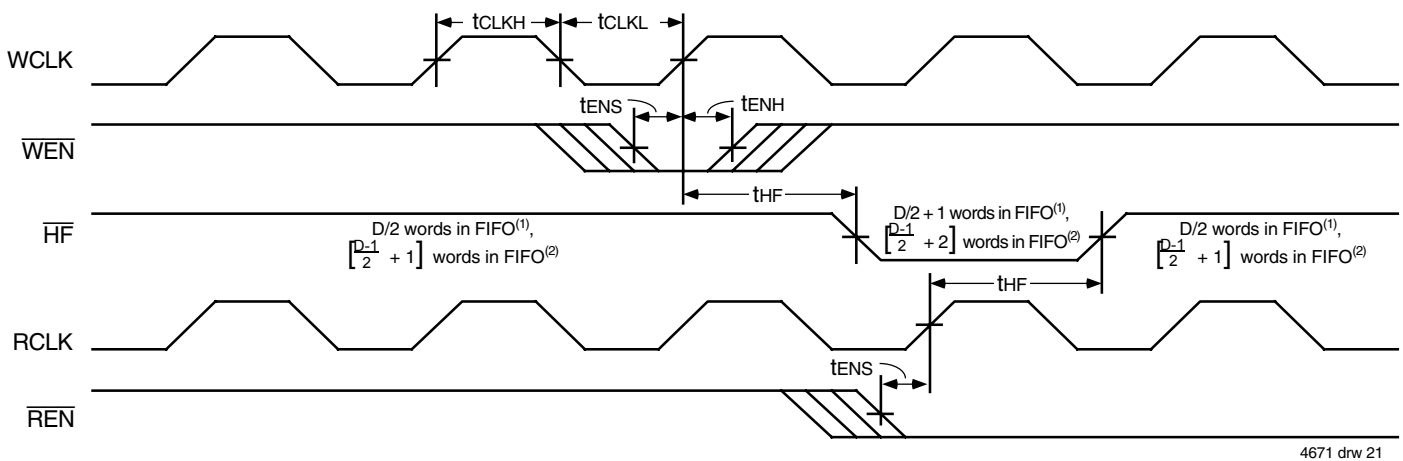 tCLKH
tCLKL
WCLK
tENS
tENH
WEN
tHF
HF
D/2 words in FIFO(1),
[D-1/2 + 1] words in FIFO(2)
D/2 + 1 words in FIFO(1),
[D-1/2 + 2] words in FIFO(2)
D/2 words in FIFO(1),
[D-1/2 + 1] words in FIFO(2)
tHF
RCLK
tENS
REN
4671 drw 21